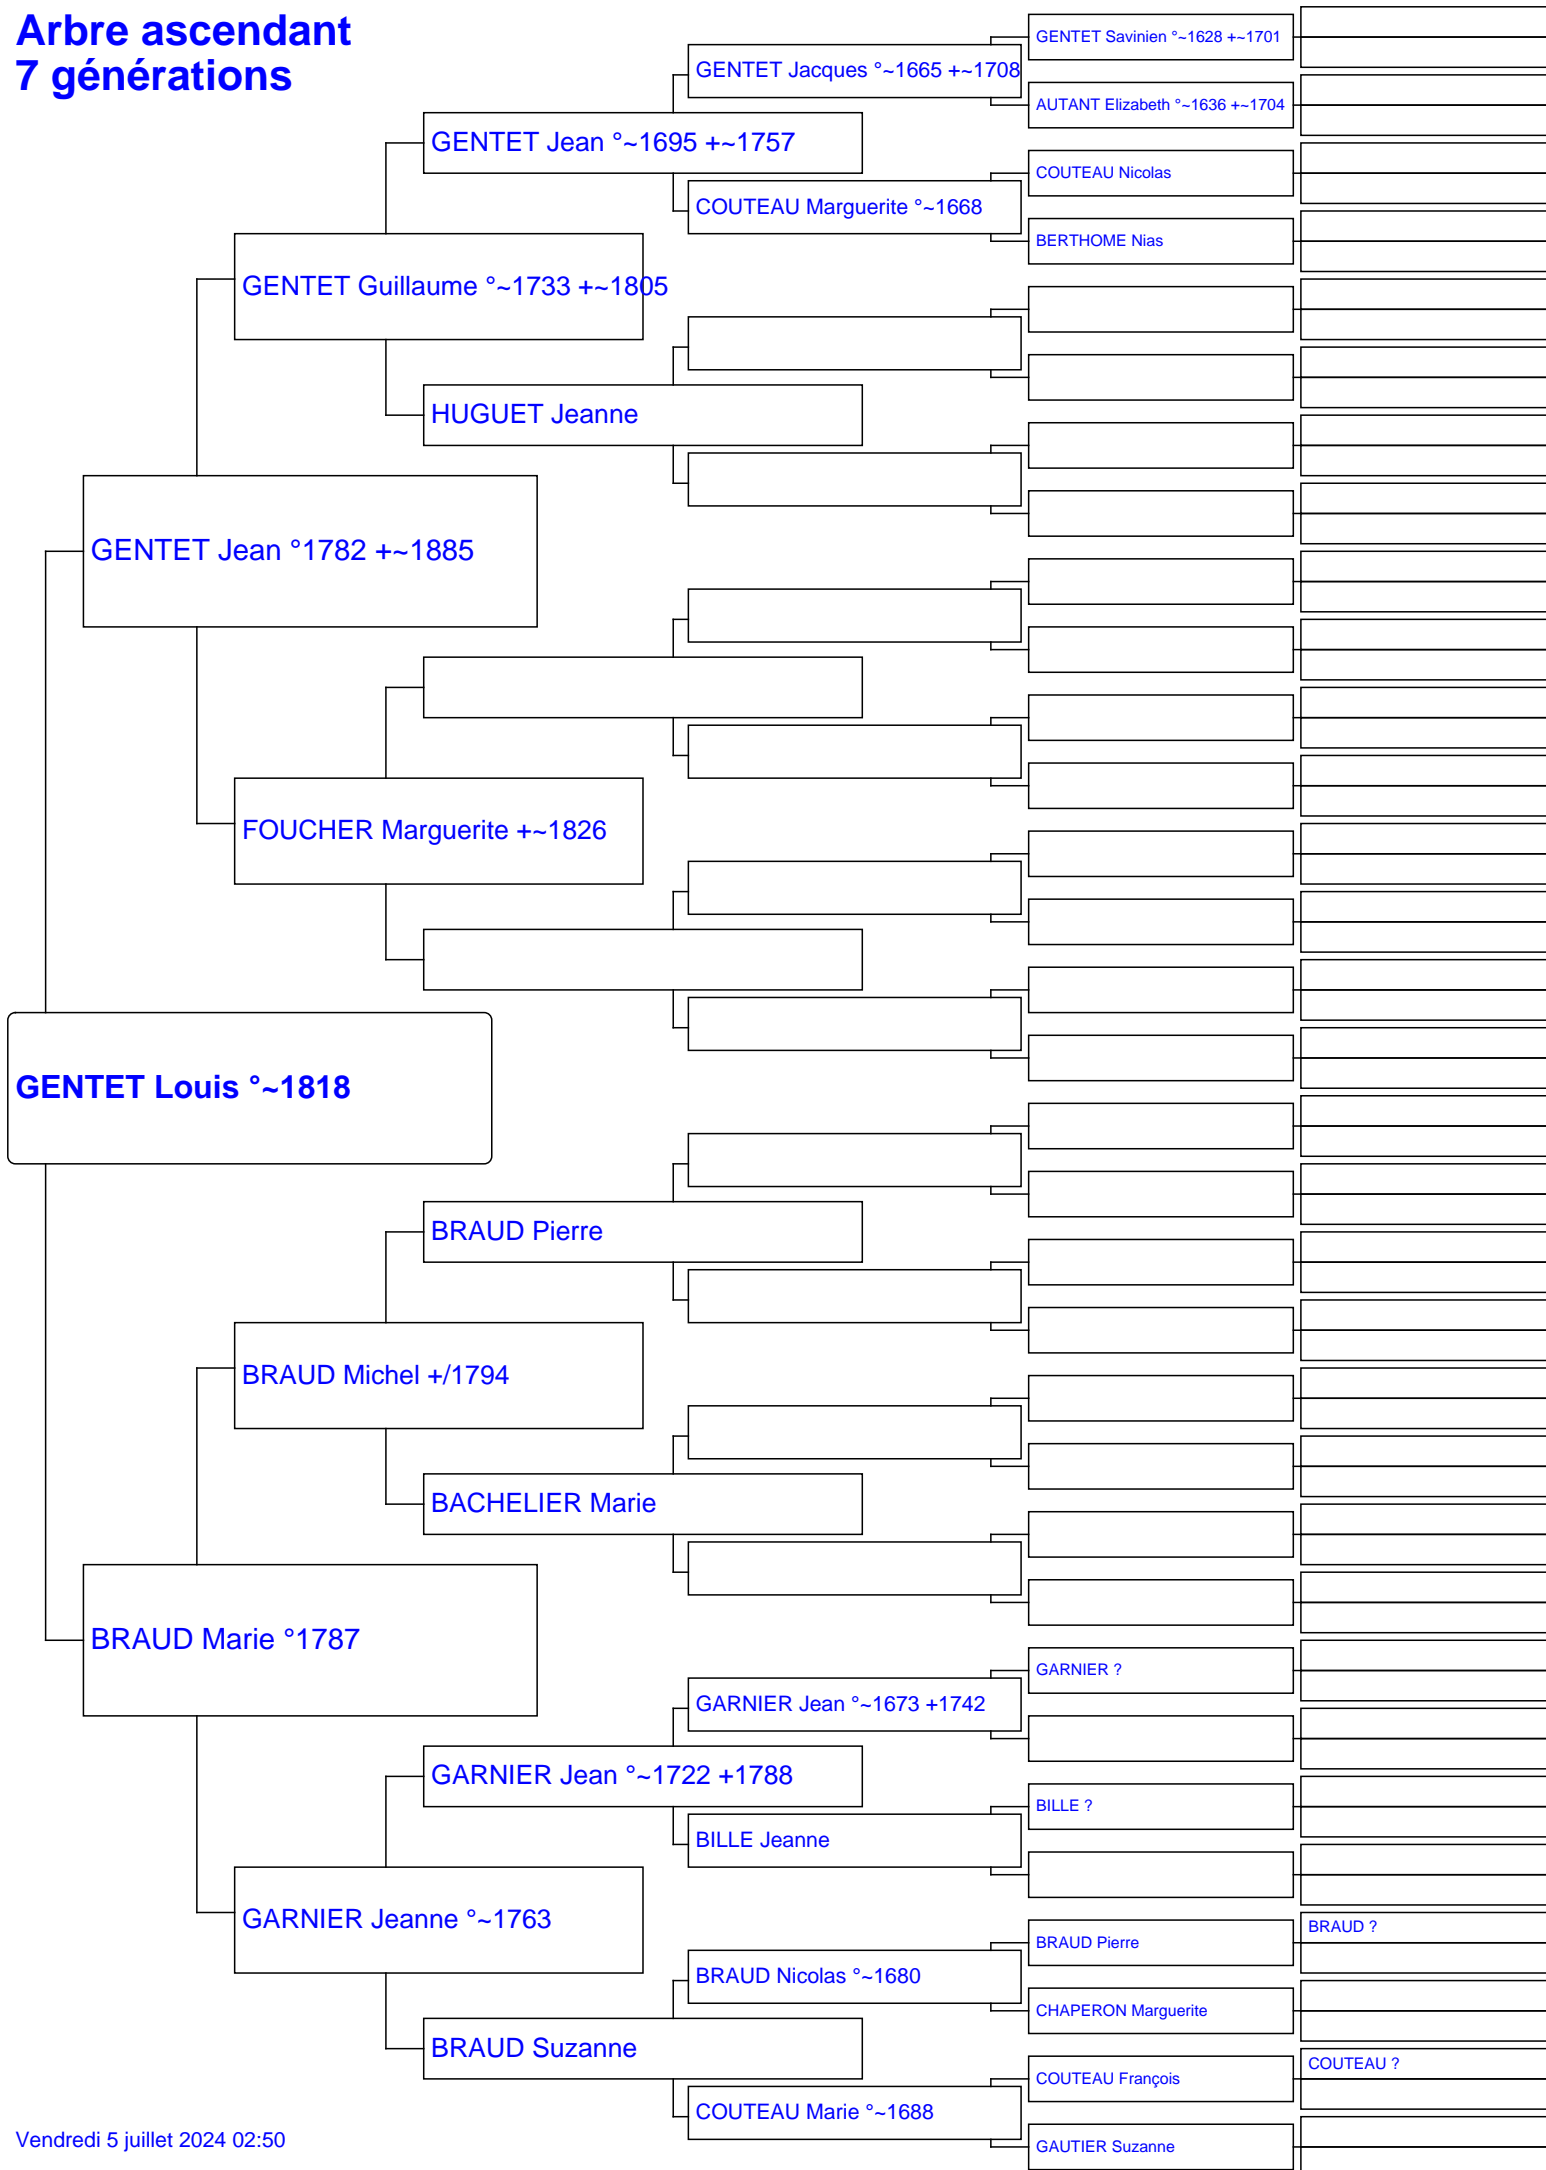 Arbre ascendant
7 générations
GENTET Savinien °~1628 +~1701
GENTET Jacques °~1665 +~1708
AUTANT Elizabeth °~1636 +~1704
GENTET Jean °~1695 +~1757
COUTEAU Nicolas
COUTEAU Marguerite °~1668
BERTHOME Nias
GENTET Guillaume °~1733 +~1805
HUGUET Jeanne
GENTET Jean °1782 +~1885
FOUCHER Marguerite +~1826
GENTET Louis °~1818
BRAUD Pierre
BRAUD Michel +/1794
BACHELIER Marie
BRAUD Marie °1787
GARNIER ?
GARNIER Jean °~1673 +1742
GARNIER Jean °~1722 +1788
BILLE ?
BILLE Jeanne
GARNIER Jeanne °~1763
BRAUD ?
BRAUD Pierre
BRAUD Nicolas °~1680
CHAPERON Marguerite
BRAUD Suzanne
COUTEAU ?
COUTEAU François
COUTEAU Marie °~1688
GAUTIER Suzanne
Vendredi 5 juillet 2024 02:50